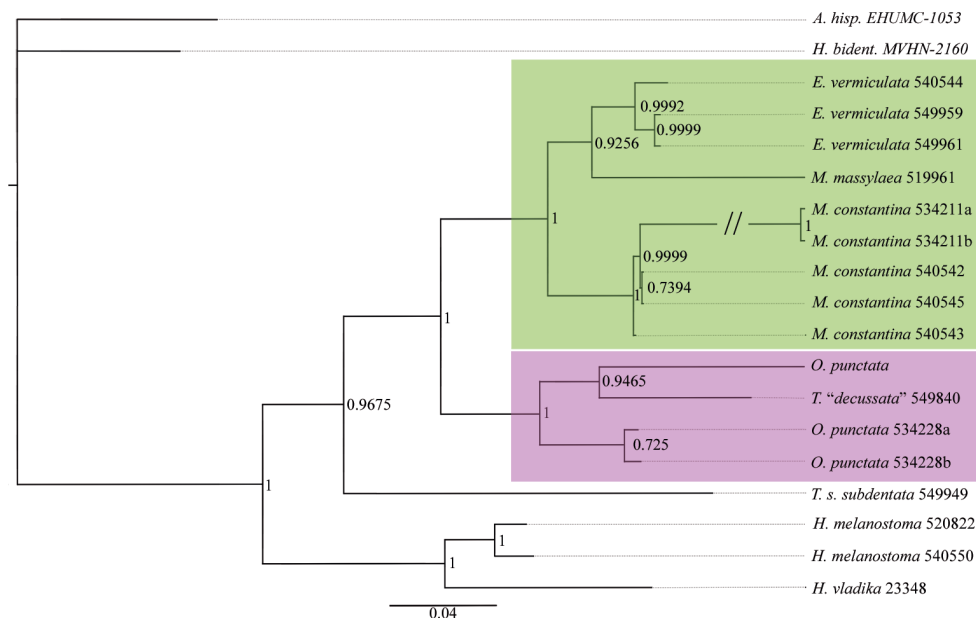 A. hisp. EHUMC-1053
H. bident. MVHN-2160
E. vermiculata 540544
0.9992
E. vermiculata 549959
0.9999
0.9256
E. vermiculata 549961
M. massylaea 519961
M. constantina 534211a
1
1
//
M. constantina 534211b
0.9999
M. constantina 540542
0.7394
1
M. constantina 540545
1
M. constantina 540543
O. punctata
0.9465
T. “decussata” 549840
0.9675
1
O. punctata 534228a
0.725
O. punctata 534228b
1
T. s. subdentata 549949
H. melanostoma 520822
1
H. melanostoma 540550
1
H. vladika 23348
0.04